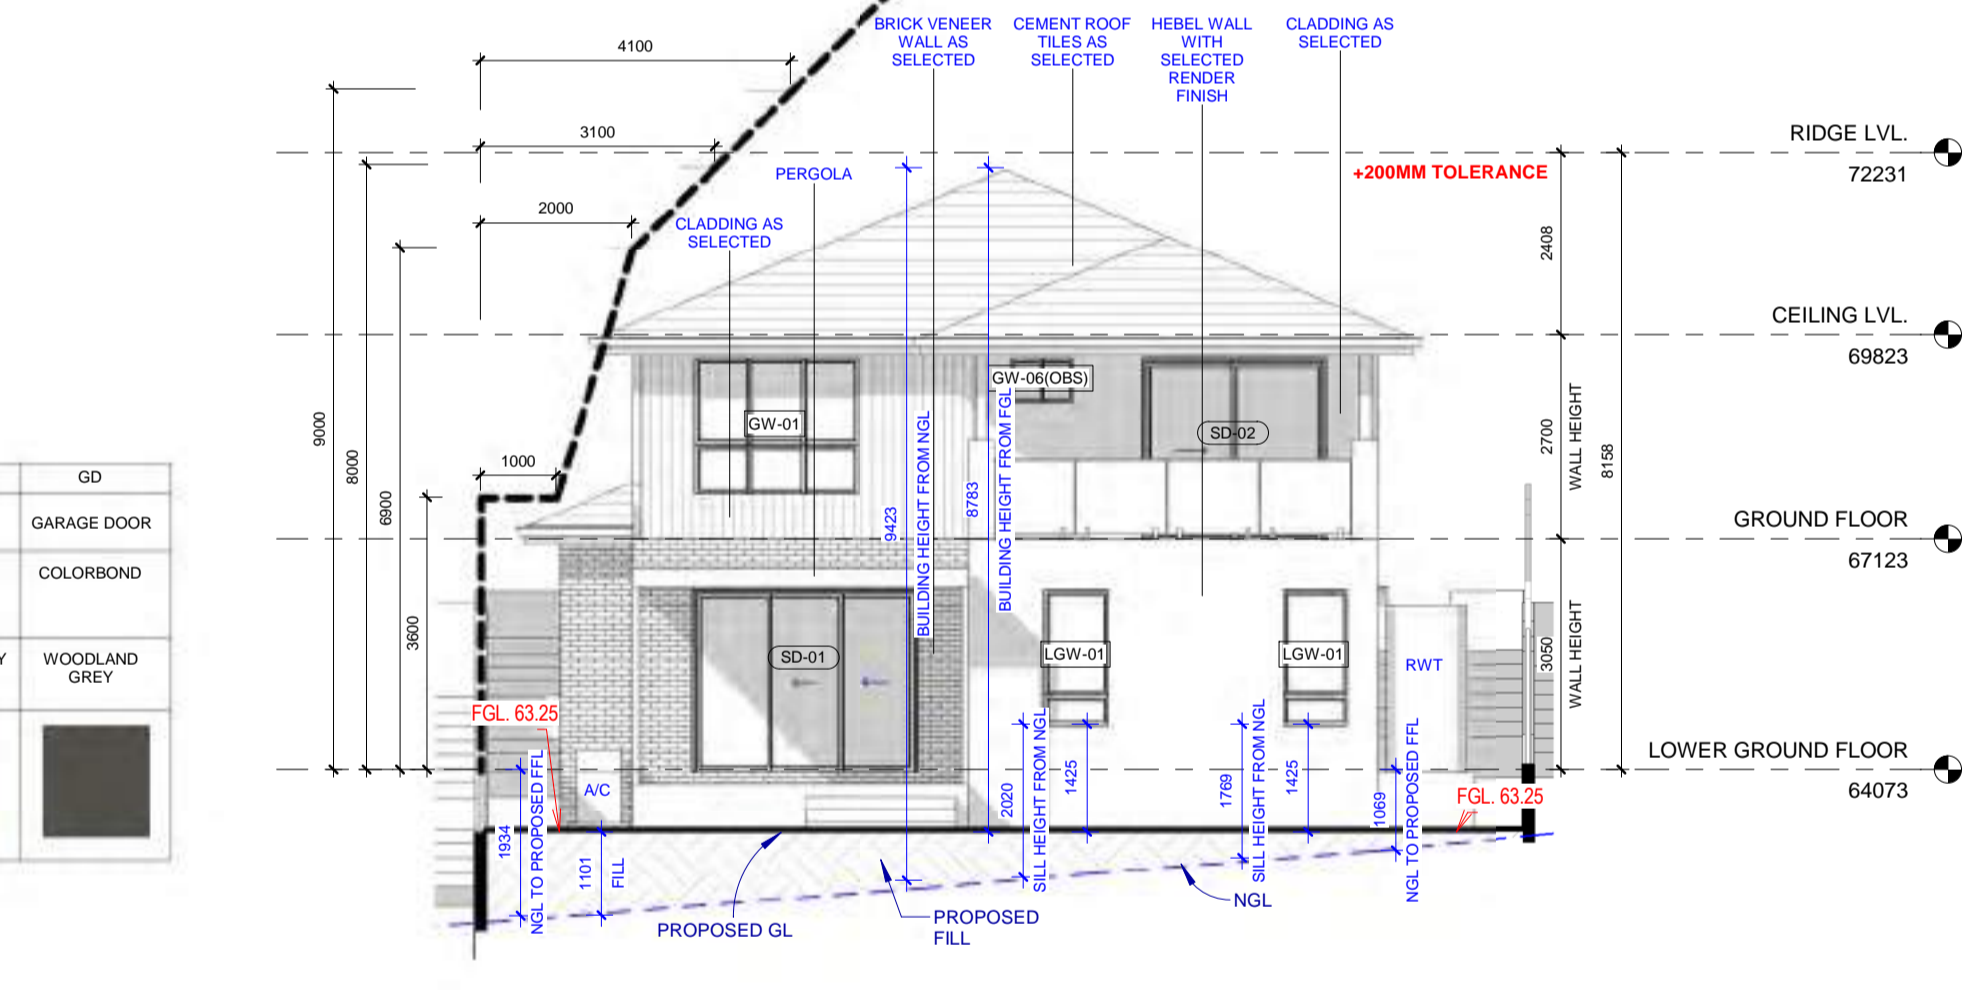 BRICK VENEER
WALL AS
SELECTED
CEMENT ROOF
TILES AS
SELECTED
HEBEL WALL
WITH
SELECTED
RENDER
FINISH
CLADDING AS
SELECTED
4100
3100
2000
1000
PERGOLA
CLADDING AS
SELECTED
+200MM TOLERANCE
RIDGE LVL.
72231
CEILING LVL.
69823
GROUND FLOOR
67123
LOWER GROUND FLOOR
64073
2408
2700
WALL HEIGHT
8158
3050
WALL HEIGHT
9000
8000
6900
3600
GW-01
GW-06(OBS)
SD-02
SD-01
LGW-01
LGW-01
RWT
A/C
9423
BUILDING HEIGHT FROM NGL
8783
BUILDING HEIGHT FROM FGL
FGL. 63.25
FGL. 63.25
1934
NGL TO PROPOSED FFL
1101
FILL
2020
SILL HEIGHT FROM NGL
1425
1769
SILL HEIGHT FROM NGL
1425
1069
NGL TO PROPOSED FFL
PROPOSED GL
PROPOSED
FILL
NGL
GD
GARAGE DOOR
COLORBOND
Y
WOODLAND
GREY